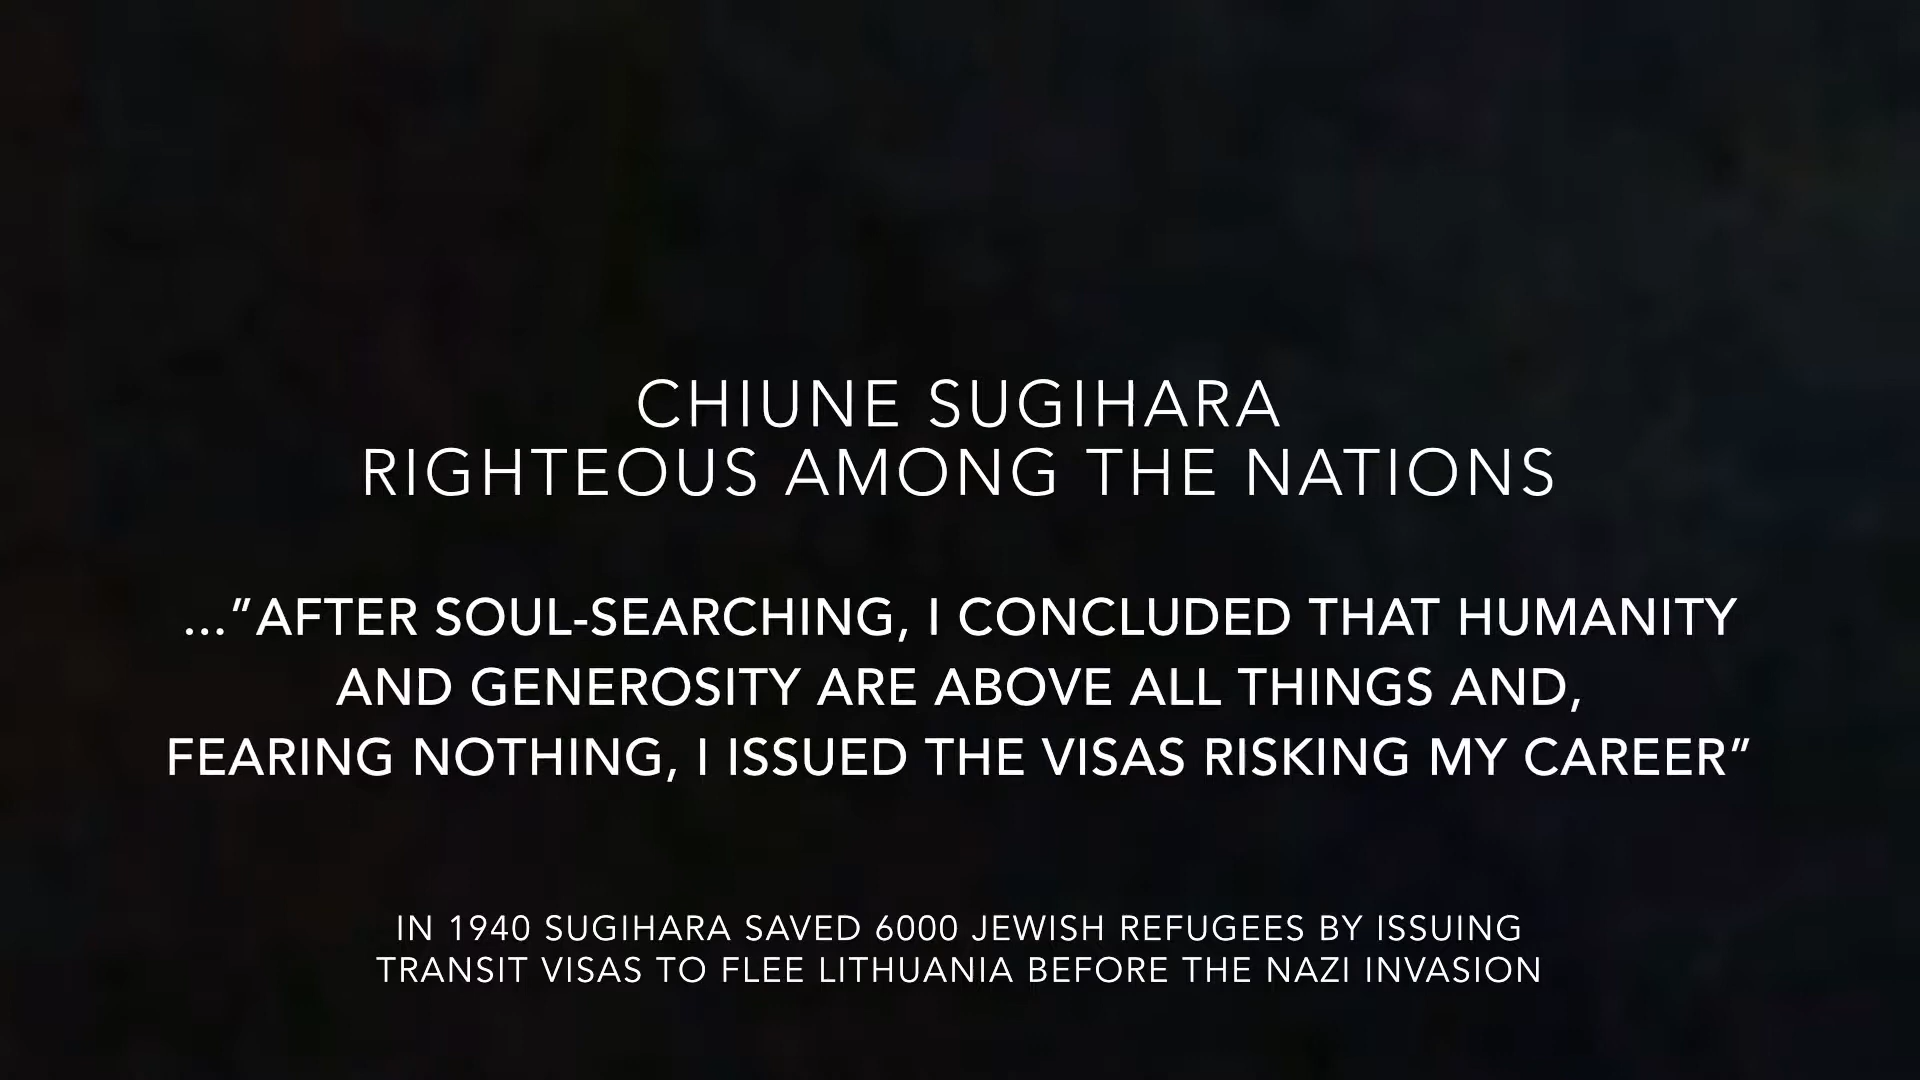 CHIUNE SUGIHARA
RIGHTEOUS AMONG THE NATIONS
..."AFTER SOUL-SEARCHING, I CONCLUDED THAT HUMANITY
AND GENEROSITY ARE ABOVE ALL THINGS AND,
FEARING NOTHING, I ISSUED THE VISAS RISKING MY CAREER"
IN 1940 SUGIHARA SAVED 6000 JEWISH REFUGEES BY ISSUING
TRANSIT VISAS TO FLEE LITHUANIA BEFORE THE NAZI INVASION